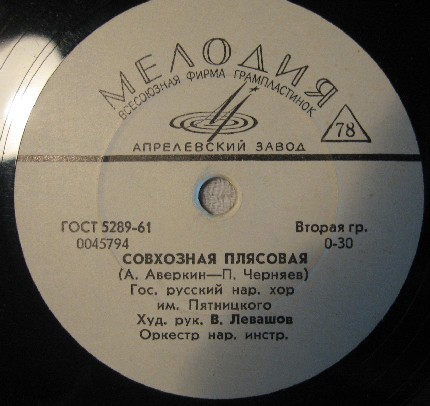 МЕЛОДИЯ
ВСЕСОЮЗНАЯ ФИРМА ГРАМПЛАСТИНОК
78
АПРЕЛЕВСКИЙ ЗАВОД
ГОСТ 5289-61
0045794
Вторая гр.
0-30
СОВХОЗНАЯ ПЛЯСОВАЯ
(А. Аверкин—П. Черняев)
Гос. русский нар. хор
им. Пятницкого
Худ. рук. В. Левашов
Оркестр нар. инстр.